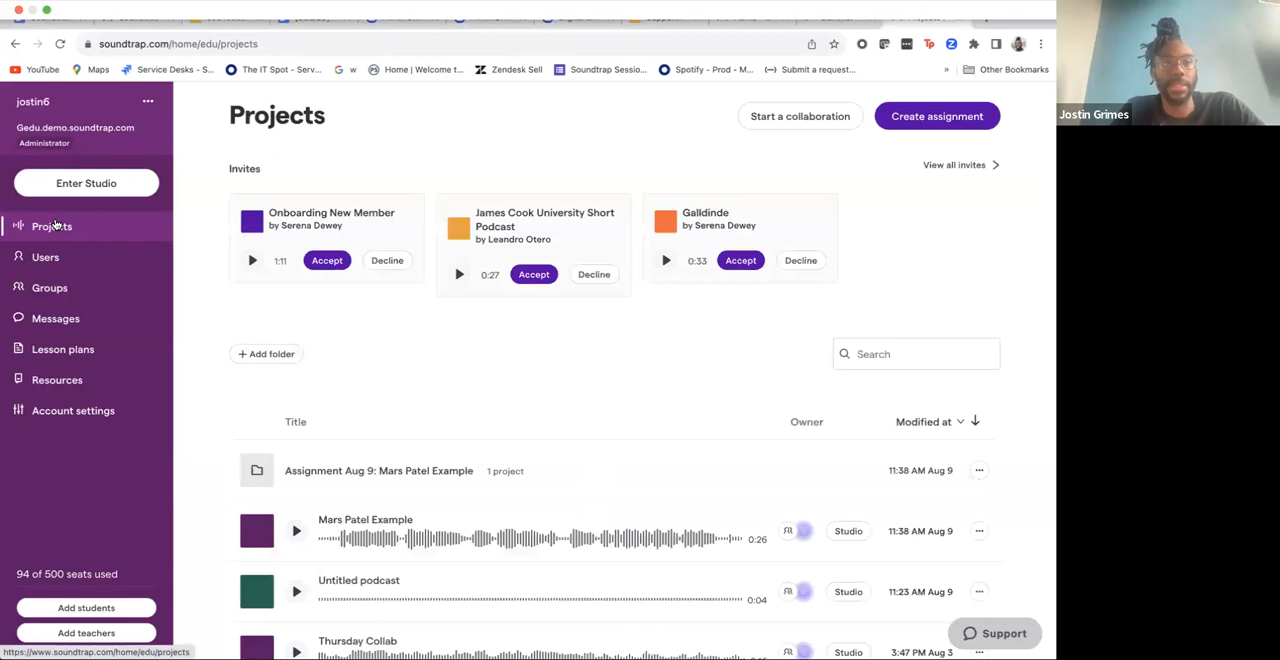 soundtrap.com/home/edu/projects
YouTube
Maps
Service Desks - S...
The IT Spot - Serv...
w
Home | Welcome t...
Zendesk Sell
Soundtrap Sessio...
Spotify - Prod - M...
Submit a request...
»
Other Bookmarks
jostin6
Gedu.demo.soundtrap.com
Administrator
Enter Studio
Projects
Users
Groups
Messages
Lesson plans
Resources
Account settings
94 of 500 seats used
Add students
Add teachers
https://www.soundtrap.com/home/edu/projects
Projects
Start a collaboration
Create assignment
Invites
View all invites
Onboarding New Member
by Serena Dewey
1:11 Accept Decline
James Cook University Short
Podcast
by Leandro Otero
0:27 Accept Decline
Galldinde
by Serena Dewey
0:33 Accept Decline
+ Add folder
Search
Title Owner Modified at
Assignment Aug 9: Mars Patel Example 1 project 11:38 AM Aug 9
Mars Patel Example
0:26 Studio 11:38 AM Aug 9
Untitled podcast
0:04 Studio 11:23 AM Aug 9
Thursday Collab
Studio 3:47 PM Aug 3
Support
Jostin Grimes